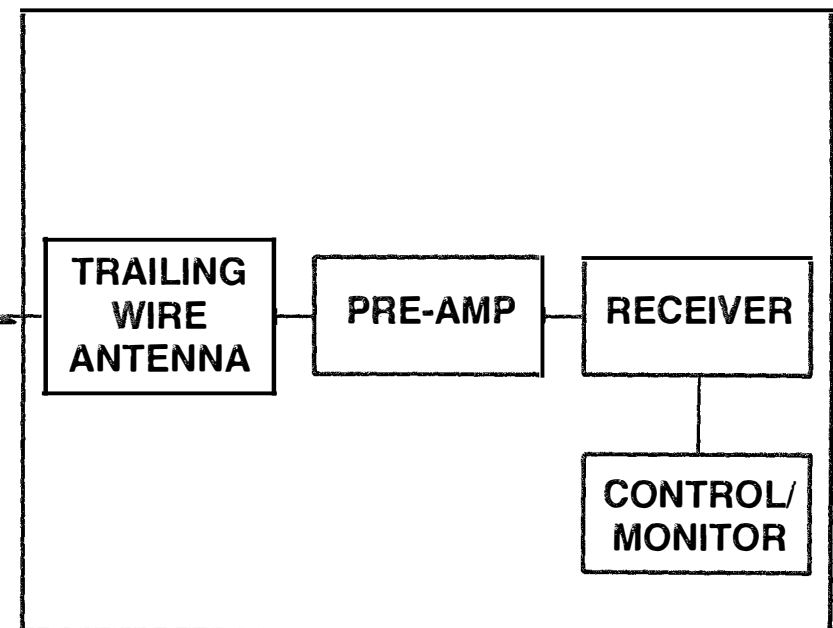 TRAILING
WIRE
ANTENNA
PRE-AMP
RECEIVER
CONTROL/
MONITOR